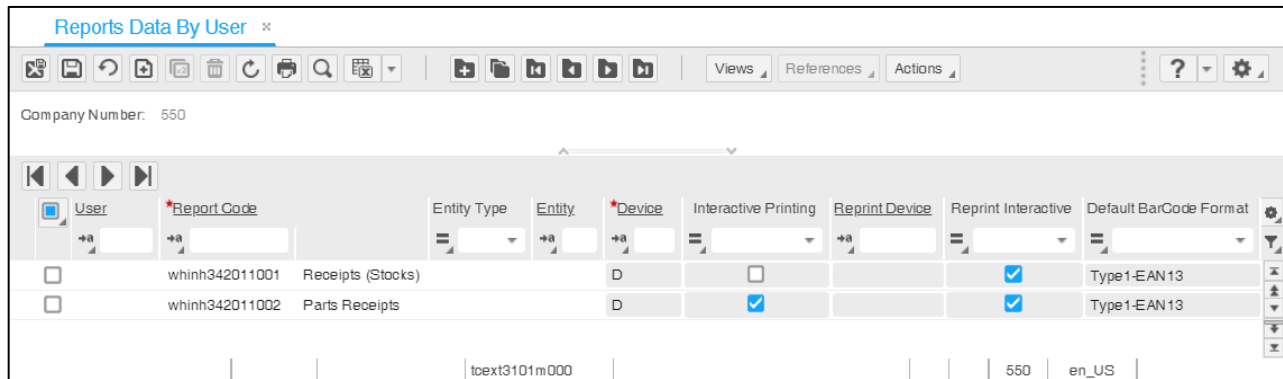 Reports Data By User ×
Views References Actions ?
Company Number: 550
User *Report Code Entity Type Entity *Device Interactive Printing Reprint Device Reprint Interactive Default BarCode Format
whinh342011001 Receipts (Stocks) D Type1-EAN13
whinh342011002 Parts Receipts D Type1-EAN13
tcext3101m000 550 en_US